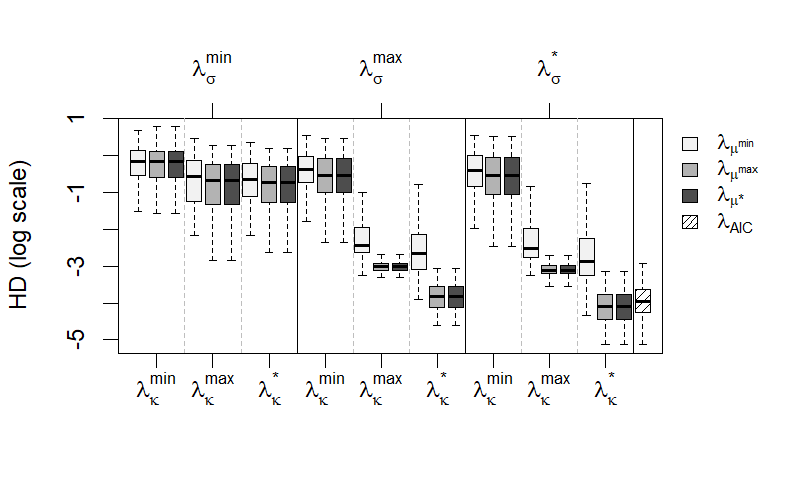 λσmin λσmax λσ*
HD (log scale)
1
-1
-3
-5
λμmin
λμmax
λμ*
λAIC
λκmin λκmax λκ* λκmin λκmax λκ* λκmin λκmax λκ*